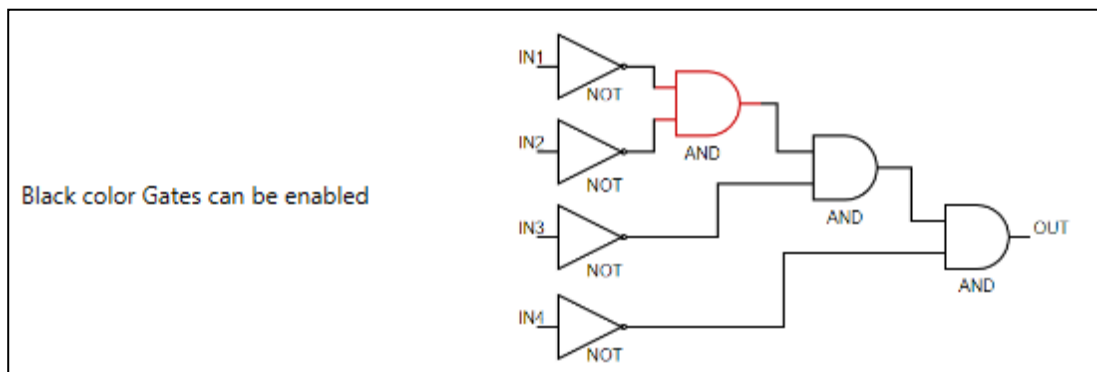 IN1
NOT
IN2
AND
NOT
Black color Gates can be enabled
AND
IN3
OUT
NOT
AND
IN4
NOT